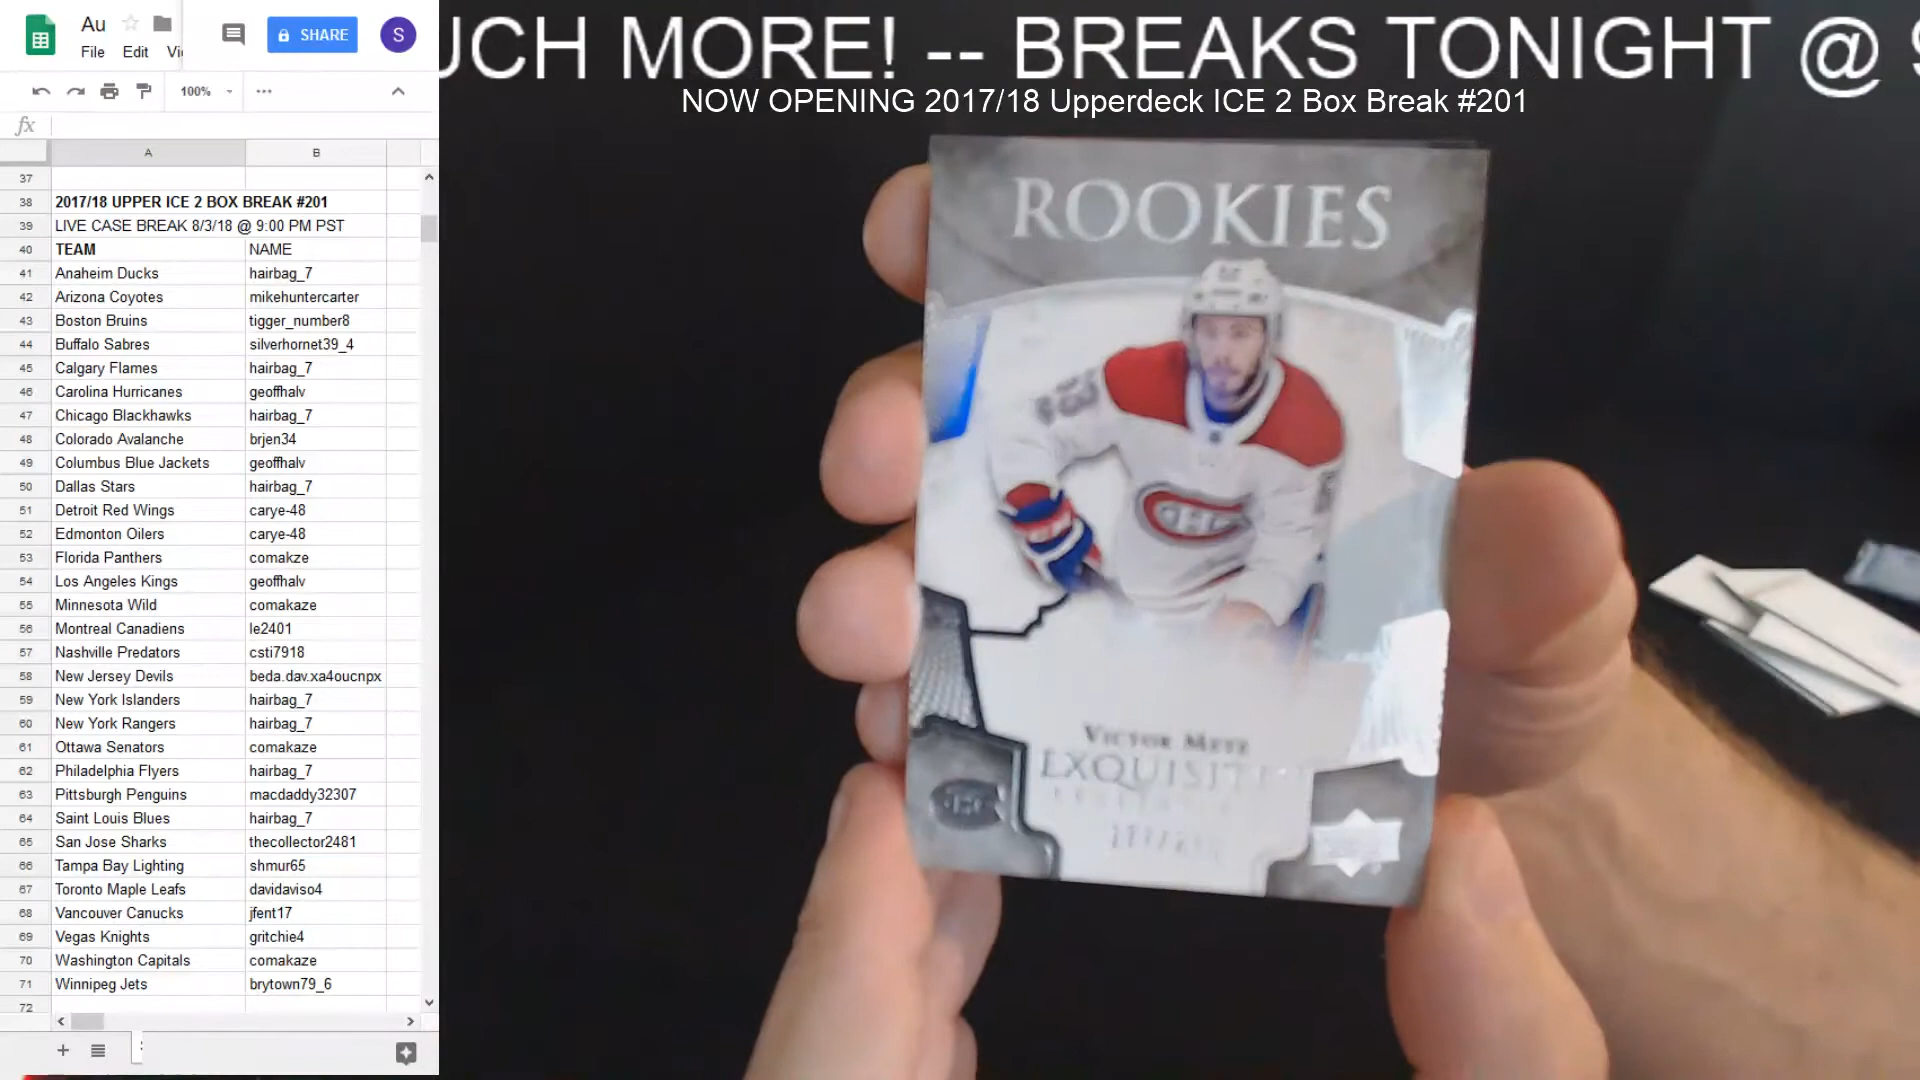 Au
File Edit
SHARE
S
100%
fx
A B
37
38 2017/18 UPPER ICE 2 BOX BREAK #201
39 LIVE CASE BREAK 8/3/18 @ 9:00 PM PST
40 TEAM NAME
41 Anaheim Ducks hairbag_7
42 Arizona Coyotes mikehuntercarter
43 Boston Bruins tigger_number8
44 Buffalo Sabres silverhornet39_4
45 Calgary Flames hairbag_7
46 Carolina Hurricanes geoffhalv
47 Chicago Blackhawks hairbag_7
48 Colorado Avalanche brjen34
49 Columbus Blue Jackets geoffhalv
50 Dallas Stars hairbag_7
51 Detroit Red Wings carye-48
52 Edmonton Oilers carye-48
53 Florida Panthers comakze
54 Los Angeles Kings geoffhalv
55 Minnesota Wild comakaze
56 Montreal Canadiens le2401
57 Nashville Predators csti7918
58 New Jersey Devils beda.dav.xa4oucnpx
59 New York Islanders hairbag_7
60 New York Rangers hairbag_7
61 Ottawa Senators comakaze
62 Philadelphia Flyers hairbag_7
63 Pittsburgh Penguins macdaddy32307
64 Saint Louis Blues hairbag_7
65 San Jose Sharks thecollector2481
66 Tampa Bay Lighting shmur65
67 Toronto Maple Leafs davidaviso4
68 Vancouver Canucks jfent17
69 Vegas Knights gritchie4
70 Washington Capitals comakaze
71 Winnipeg Jets brytown79_6
72
UCH MORE! -- BREAKS TONIGHT @ 9
NOW OPENING 2017/18 Upperdeck ICE 2 Box Break #201
ROOKIES
53
VICTOR METE
EXQUISITE